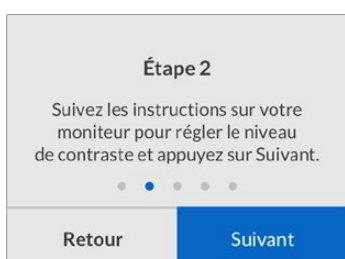 Étape 2
Suivez les instructions sur votre
moniteur pour régler le niveau
de contraste et appuyez sur Suivant.
Retour
Suivant